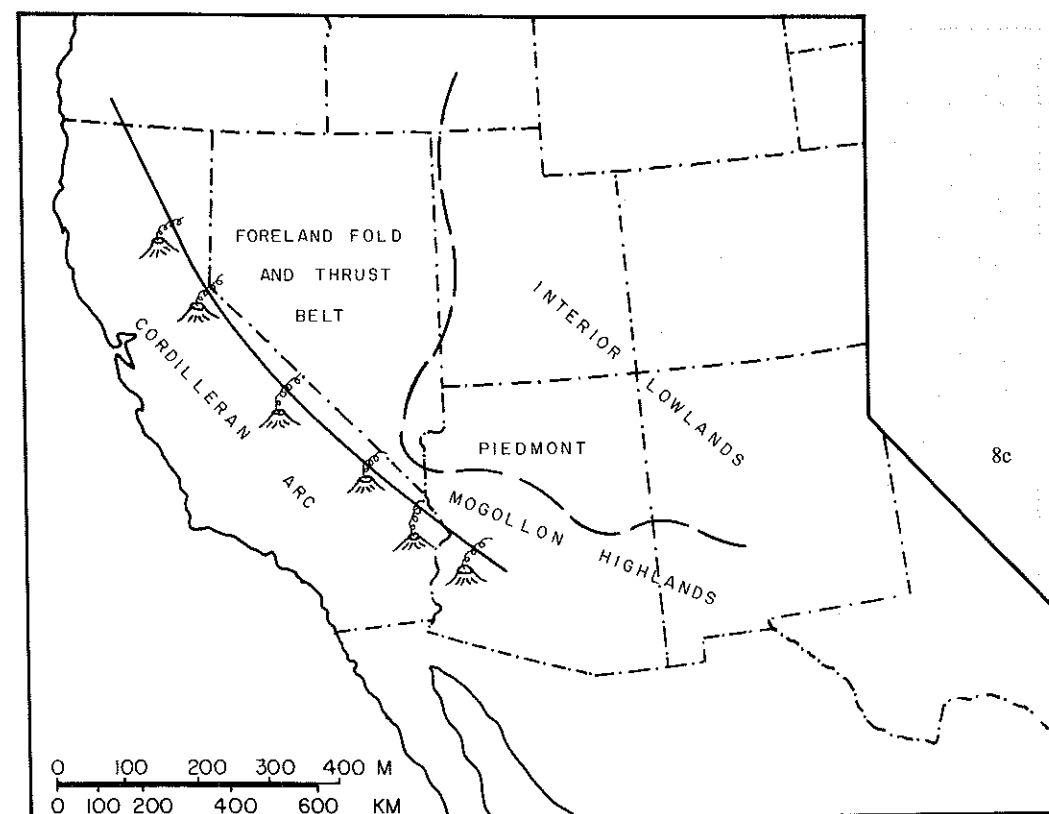 FORELAND FOLD
AND THRUST
BELT
INTERIOR
LOWLANDS
CORDILLERAN
ARC
PIEDMONT
MOGOLLON
HIGHLANDS
8c
0 100 200 300 400 M
0 100 200 400 600 KM